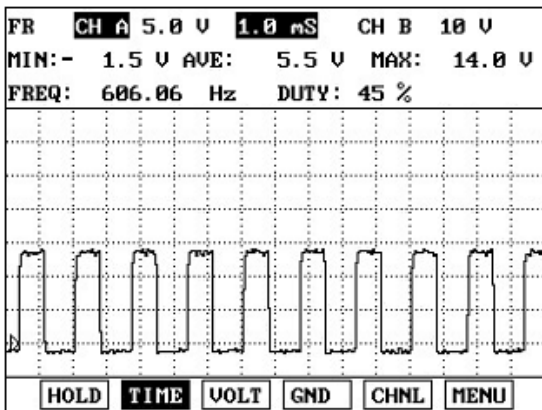 FR CH A 5.0 V 1.0 mS CH B 10 V
MIN:- 1.5 V AVE: 5.5 V MAX: 14.0 V
FREQ: 606.06 Hz DUTY: 45 %
HOLD TIME VOLT GND CHNL MENU